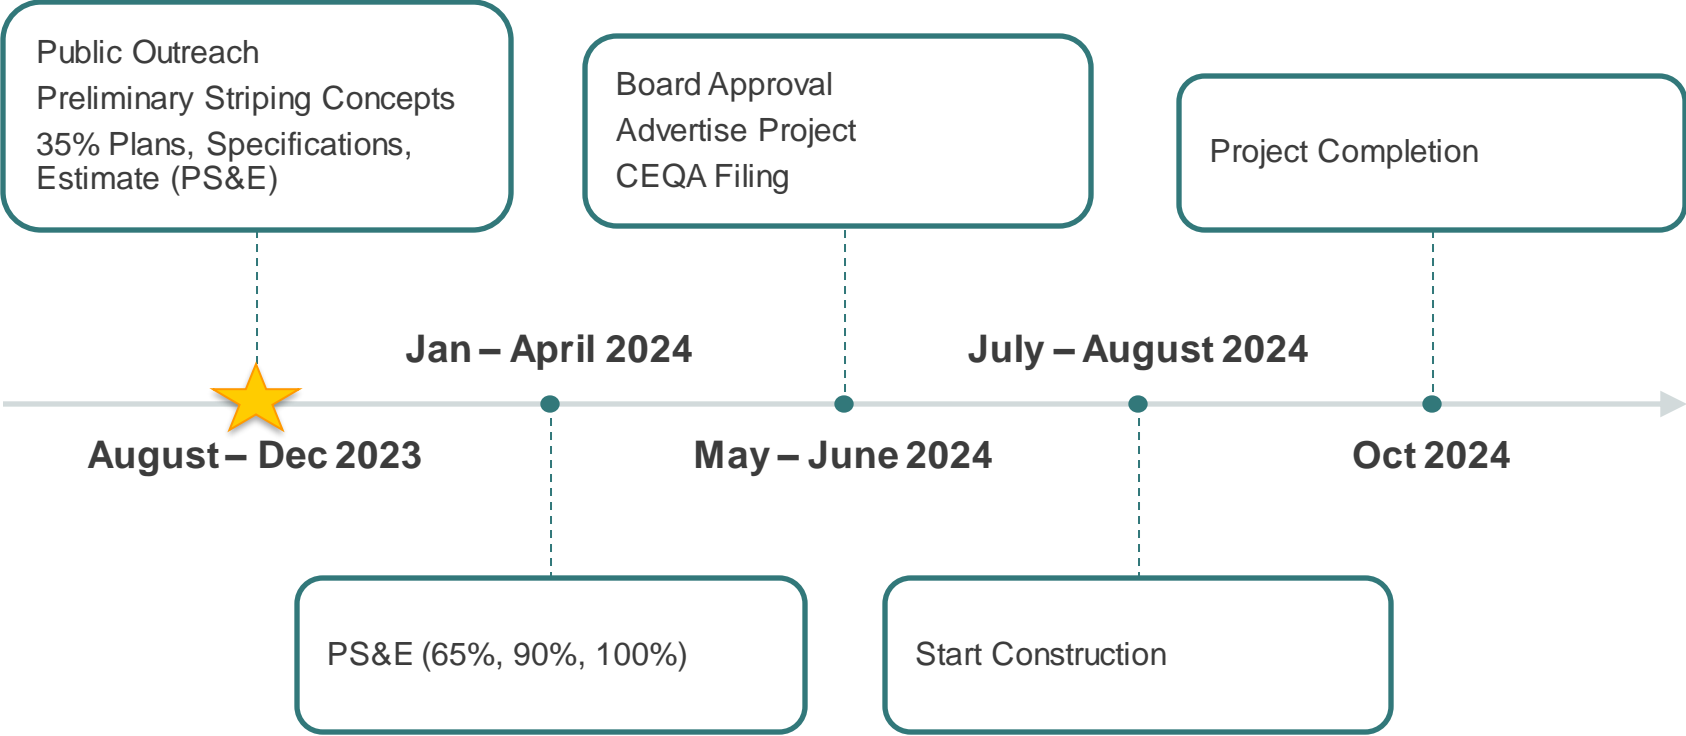 Public Outreach
Preliminary Striping Concepts
35% Plans, Specifications,
Estimate (PS&E)
Board Approval
Advertise Project
CEQA Filing
Project Completion
Jan – April 2024
July – August 2024
August – Dec 2023
May – June 2024
Oct 2024
PS&E (65%, 90%, 100%)
Start Construction